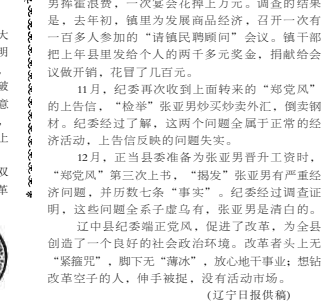 男挥霍浪费，一次宴会花掉上万元。调查的结果
是，去年初，镇里为发展商品经济，召开一次有
一百多人参加的“请镇民聘顾问”会议。镇干部
把上年县里发给个人的两千多元奖金，捐献给会
议做开销，花冒了几百元。
11月，纪委再次收到上面转来的“郑党风”
的上告信，“检举”张亚男炒买炒卖外汇，倒卖钢
材。纪委经过了解，这两个问题全属于正常的经
济活动，上告信反映的问题失实。
12月，正当县委准备为张亚男晋升工资时，
“郑党风”第三次上书，“揭发”张亚男有严重经
济问题，并历数七条“事实”。纪委经过调查证
明，这些问题全系子虚乌有，张亚男是清白的。
辽中县纪委端正党风，促进了改革，为全县
创造了一个良好的社会政治环境。改革者头上无
“紧箍咒”，脚下无“薄冰”，放心地干事业；想钻
改革空子的人，伸手被捉，没有活动市场。
(辽宁日报供稿)
大
明
破
意
上
双
革